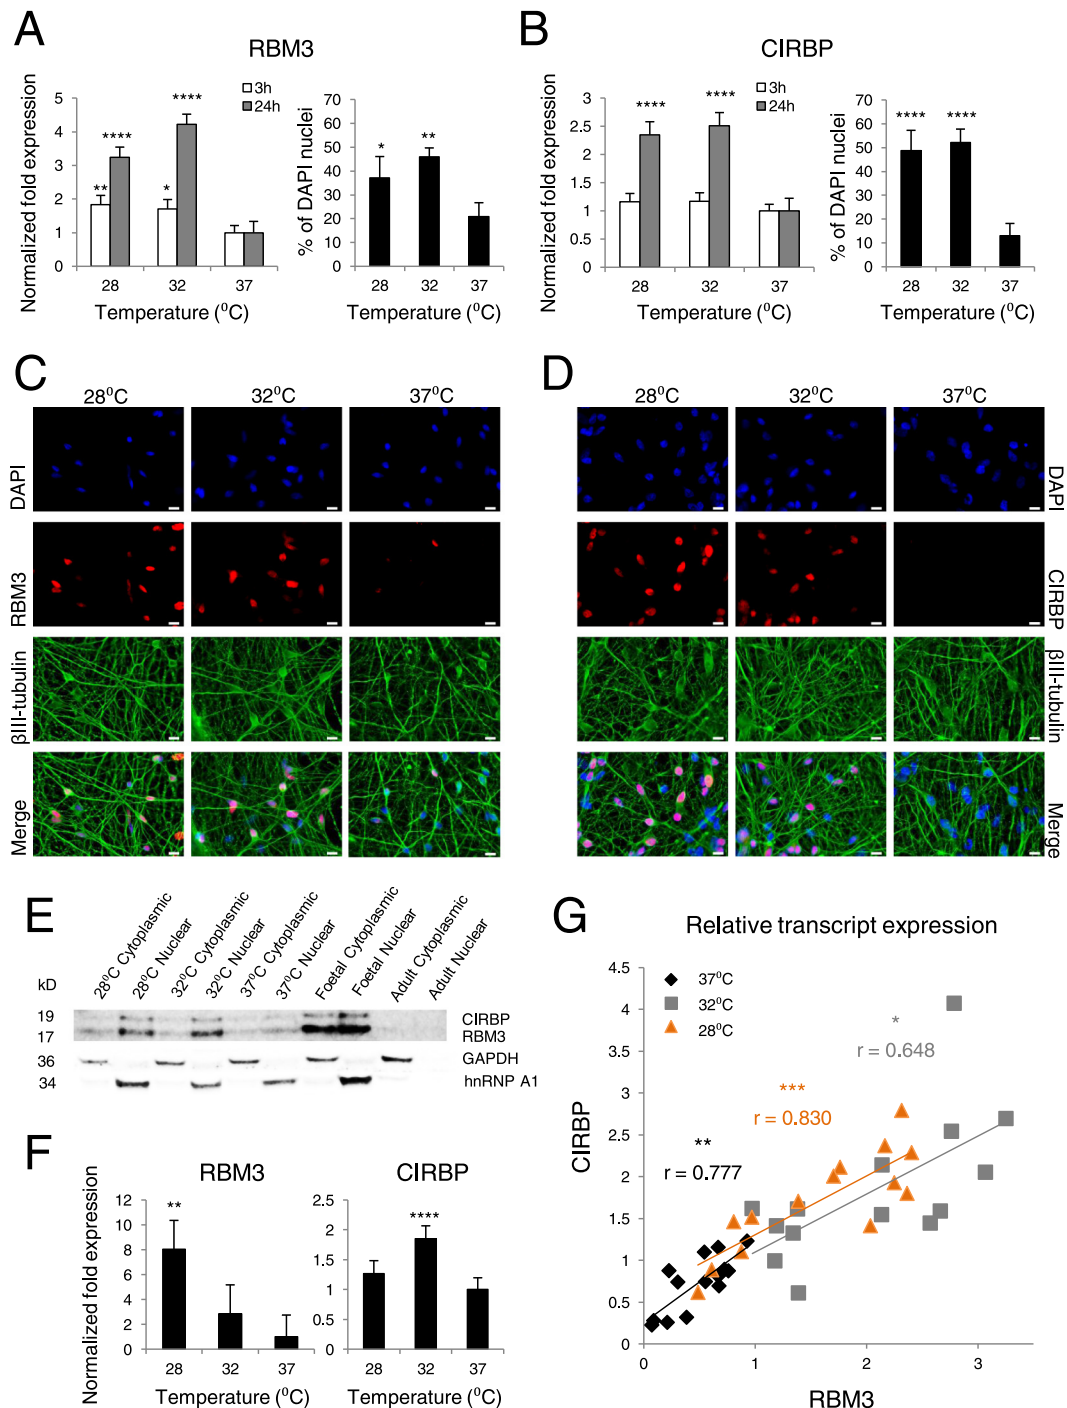 A
RBM3
3h
24h
Normalized fold expression
5
4
3
2
1
0
** **** * ****
28 32 37
Temperature (⁰C)
% of DAPI nuclei
70
60
50
40
30
20
10
0
* **
28 32 37
B
CIRBP
3h
24h
Normalized fold expression
3
2.5
2
1.5
1
0.5
0
**** ****
28 32 37
Temperature (⁰C)
% of DAPI nuclei
70
60
50
40
30
20
10
0
**** ****
28 32 37
C
28⁰C 32⁰C 37⁰C
DAPI
RBM3
βIII-tubulin
Merge
D
28⁰C 32⁰C 37⁰C
DAPI
CIRBP
βIII-tubulin
Merge
E
28⁰C Cytoplasmic
28⁰C Nuclear
32⁰C Cytoplasmic
32⁰C Nuclear
37⁰C Cytoplasmic
37⁰C Nuclear
Foetal Cytoplasmic
Foetal Nuclear
Adult Cytoplasmic
Adult Nuclear
kD
19 CIRBP
17 RBM3
36 GAPDH
34 hnRNP A1
F
RBM3
Normalized fold expression
12
10
8
6
4
2
0
**
28 32 37
Temperature (⁰C)
CIRBP
2.5
2
1.5
1
0.5
0
****
28 32 37
Temperature (⁰C)
G
Relative transcript expression
37⁰C
32⁰C
28⁰C
CIRBP
4.5
4
3.5
3
2.5
2
1.5
1
0.5
0
*
r = 0.648
***
r = 0.830
**
r = 0.777
0 1 2 3
RBM3